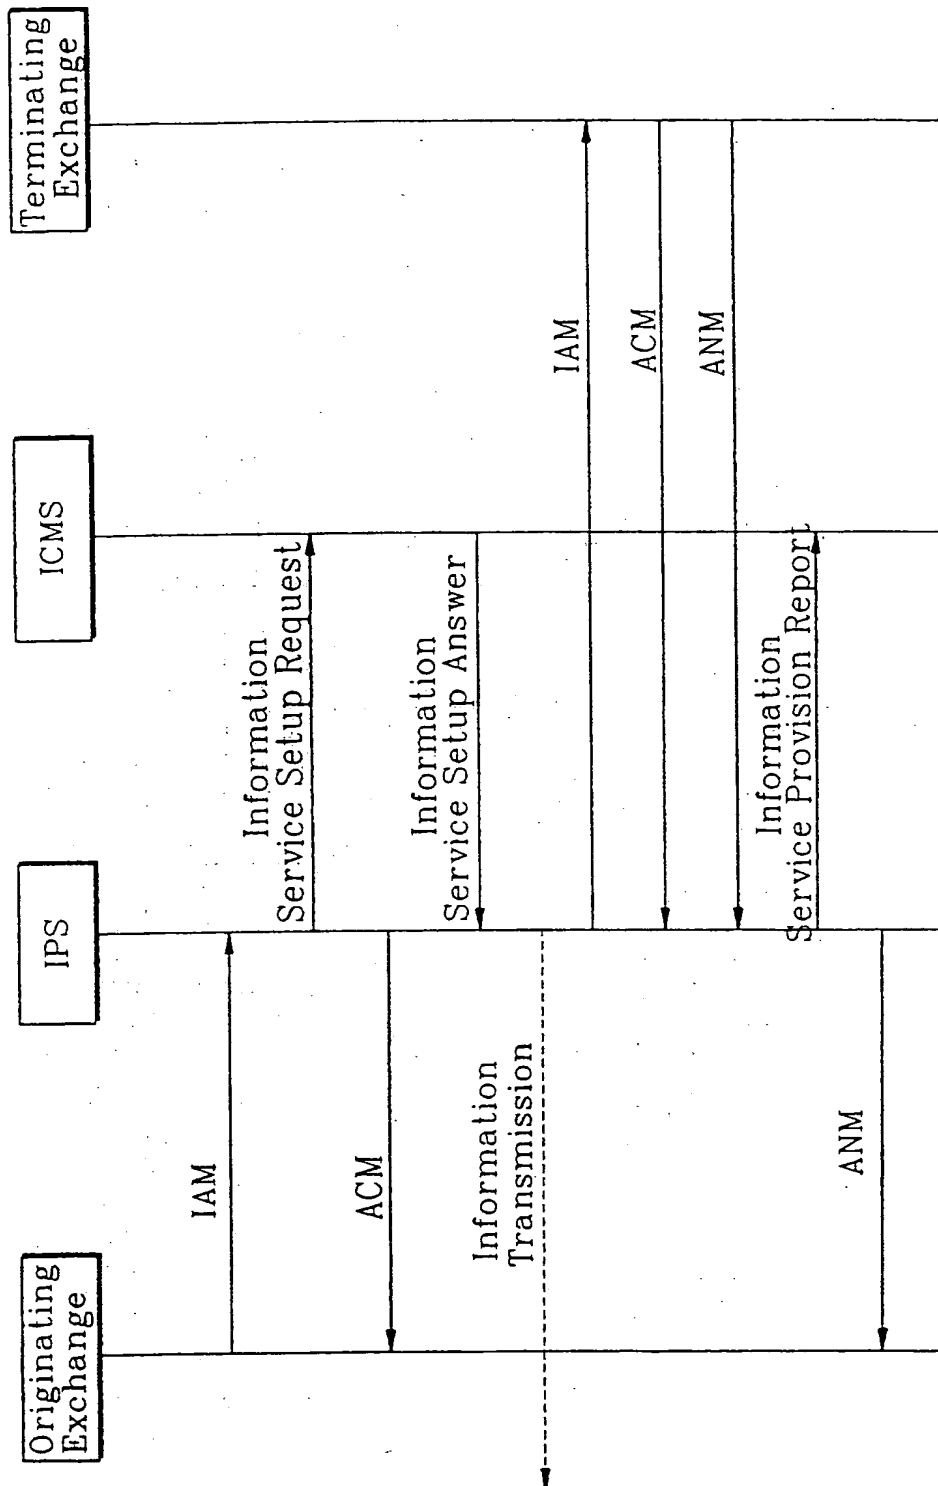 Originating
Exchange
IPS
ICMS
Terminating
Exchange
IAM
Information
Service Setup Request
ACM
Information
Service Setup Answer
Information
Transmission
IAM
ACM
ANM
Information
Service Provision Report
ANM